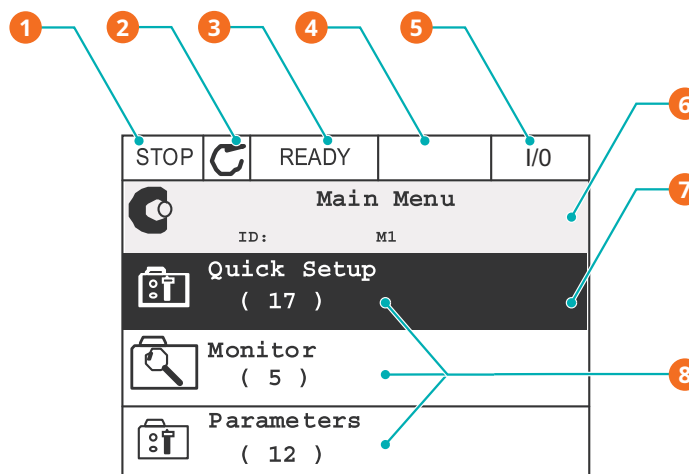 1 2 3 4 5
6
STOP READY I/0
7
Main Menu
ID: M1
Quick Setup
( 17 )
Monitor
( 5 )
8
Parameters
( 12 )